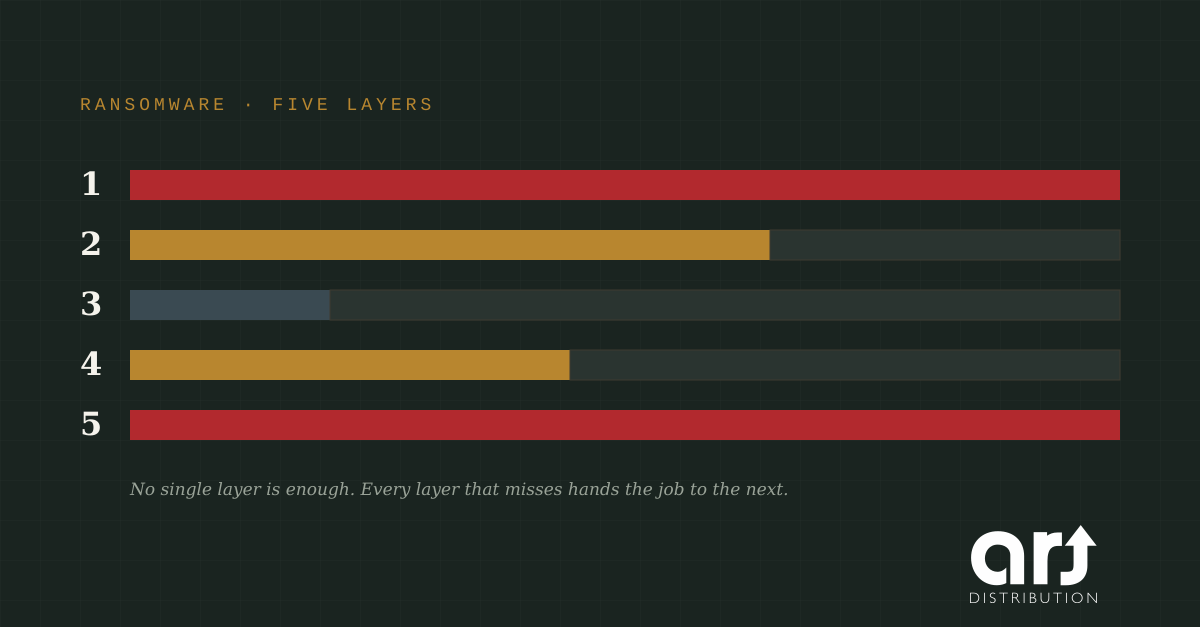 RANSOMWARE · FIVE LAYERS
1
2
3
4
5
No single layer is enough. Every layer that misses hands the job to the next.
arj
DISTRIBUTION